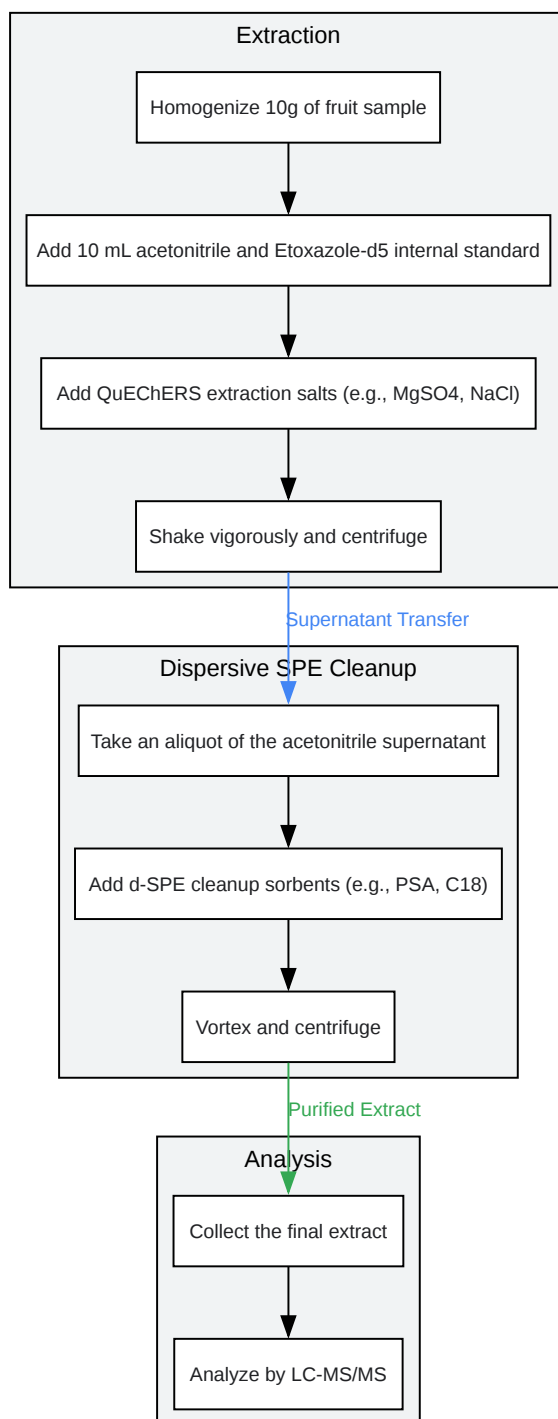 Extraction
Homogenize 10g of fruit sample
Add 10 mL acetonitrile and Etoxazole-d5 internal standard
Add QuEChERS extraction salts (e.g., MgSO4, NaCl)
Shake vigorously and centrifuge
Supernatant Transfer
Dispersive SPE Cleanup
Take an aliquot of the acetonitrile supernatant
Add d-SPE cleanup sorbents (e.g., PSA, C18)
Vortex and centrifuge
Purified Extract
Analysis
Collect the final extract
Analyze by LC-MS/MS